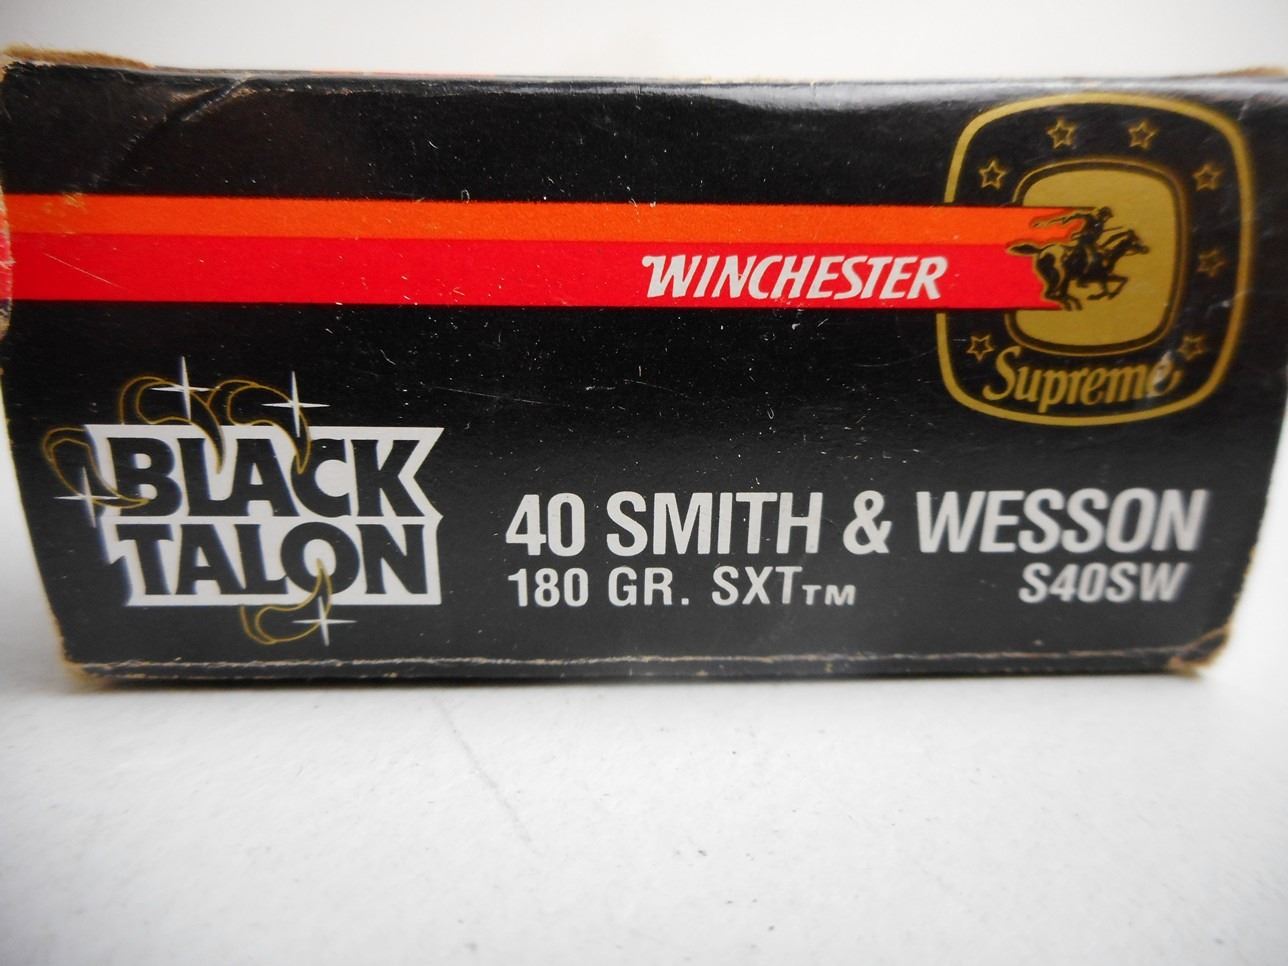 WINCHESTER
Supreme
BLACK
TALON
40 SMITH & WESSON
180 GR. SXT™ S40SW